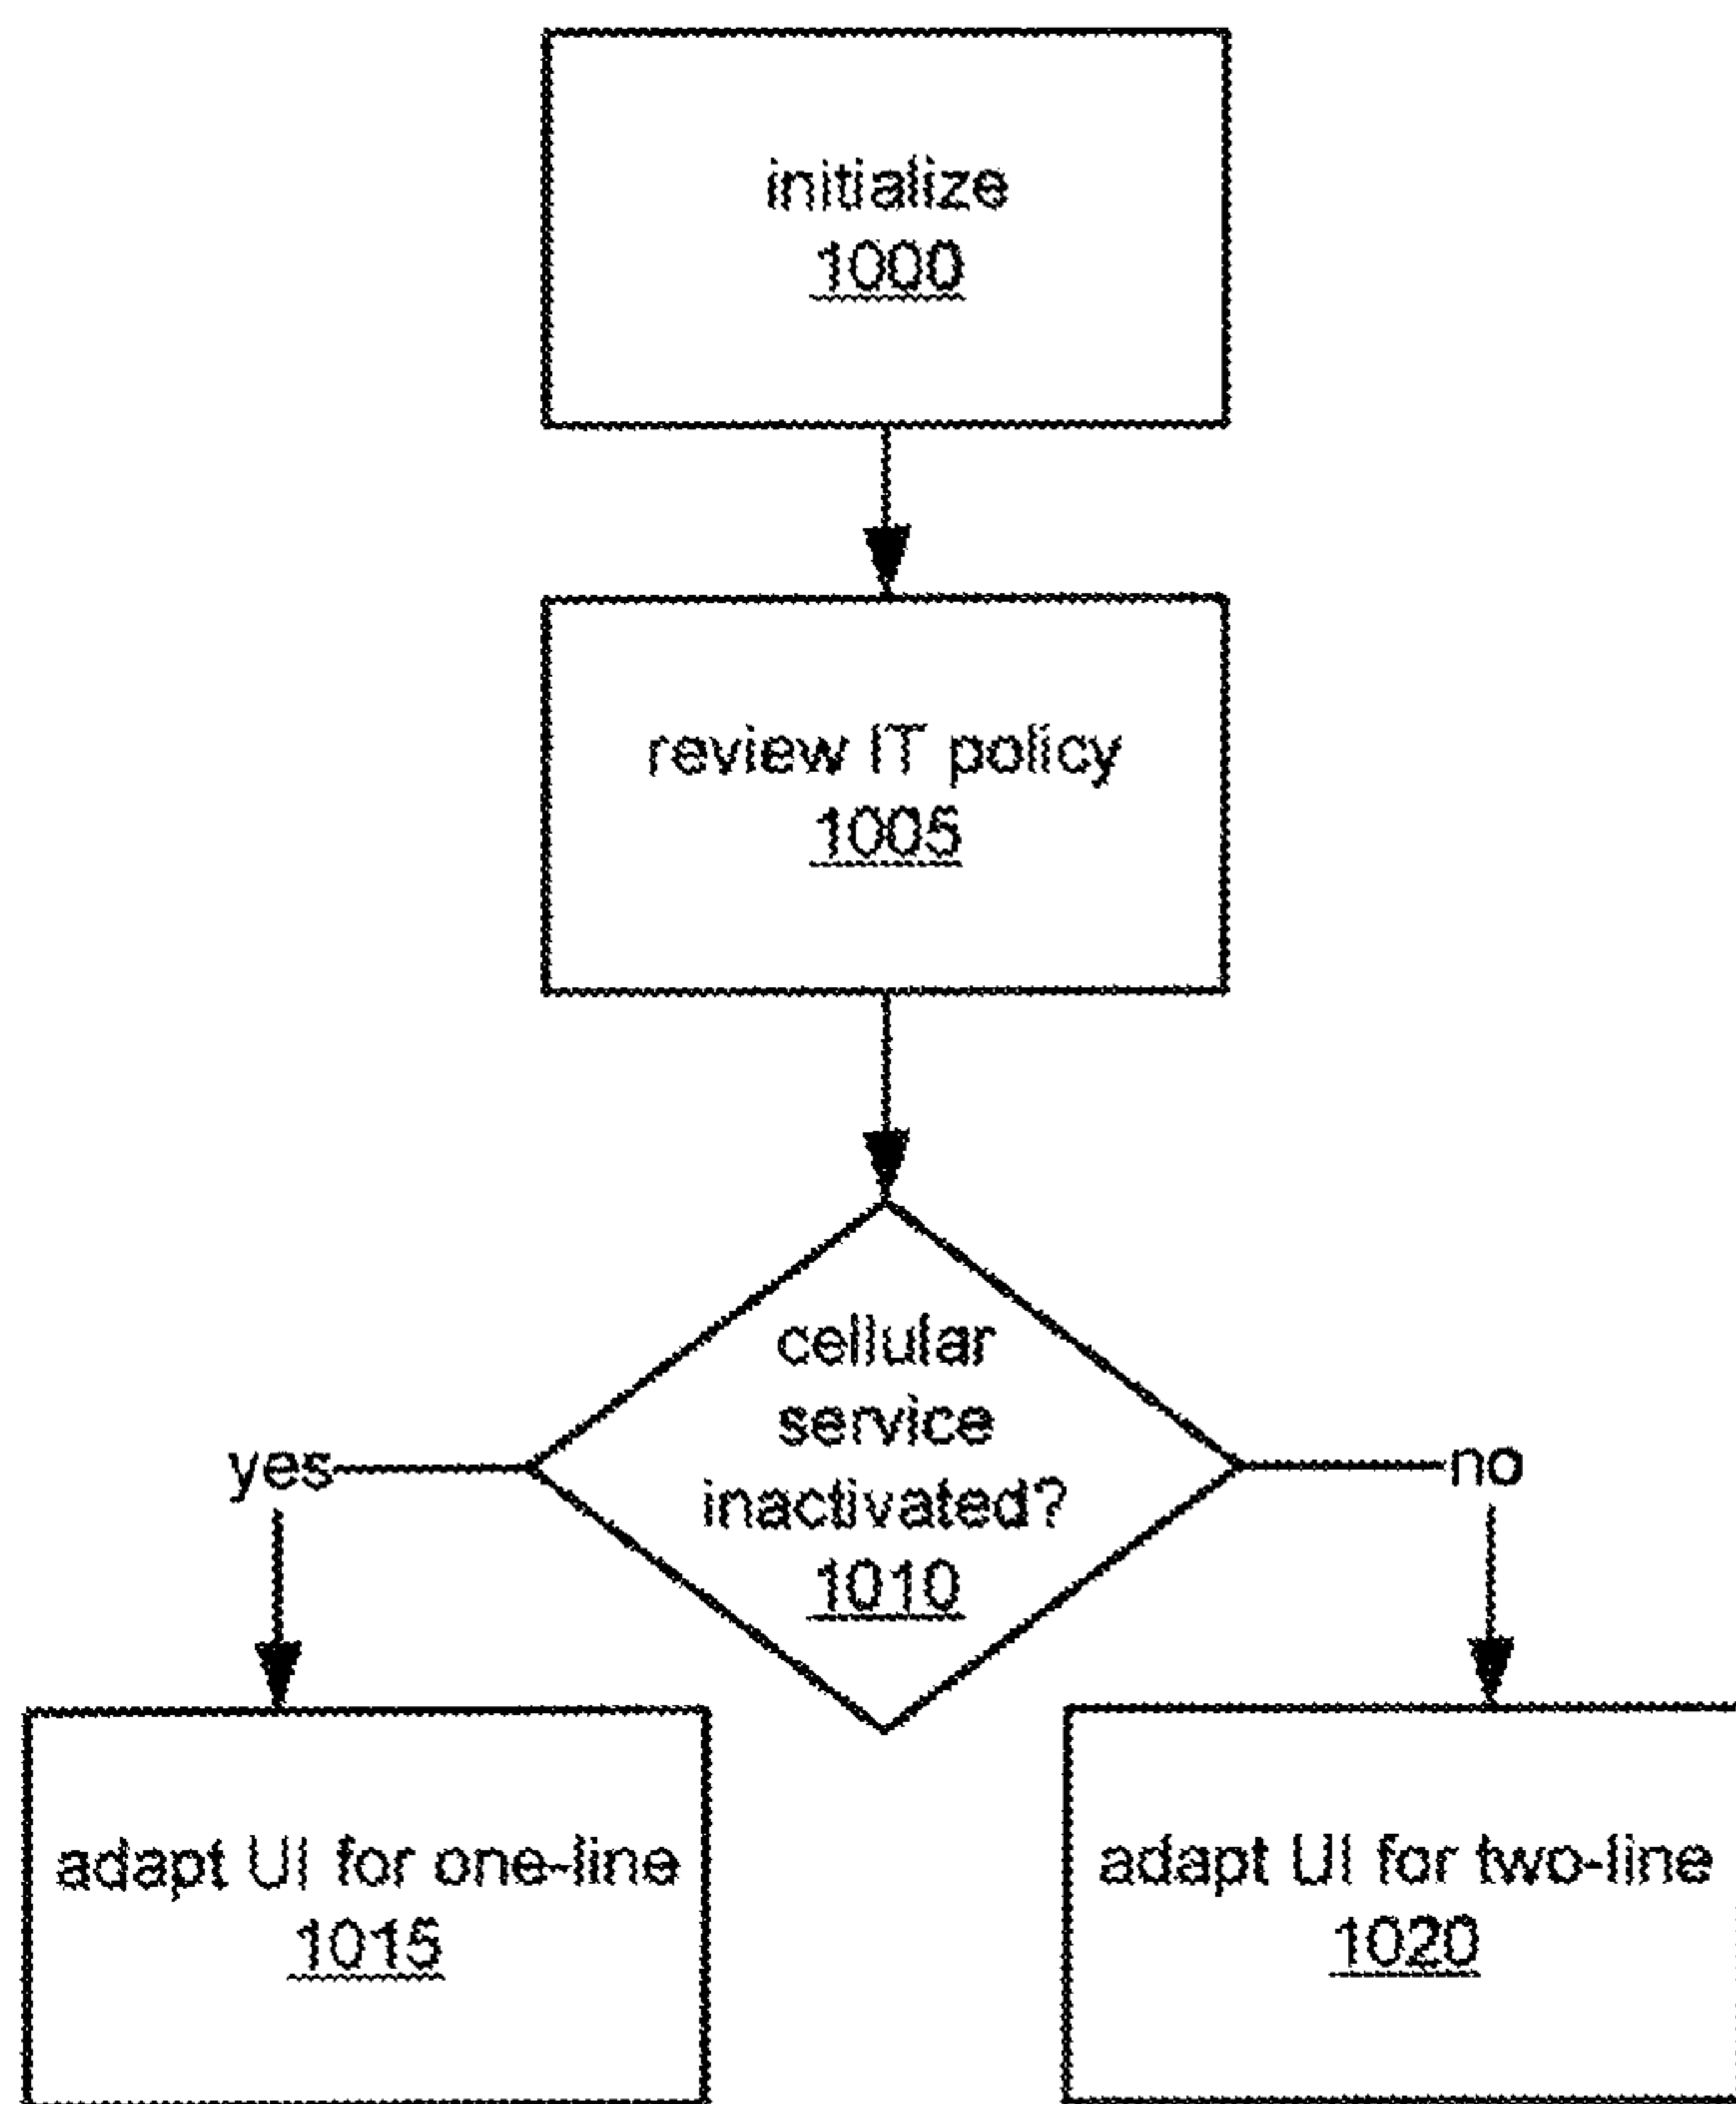 initialize
1000
review IT policy
1005
cellular
service
inactivated?
1010
yes
no
adapt UI for one-line
1015
adapt UI for two-line
1020